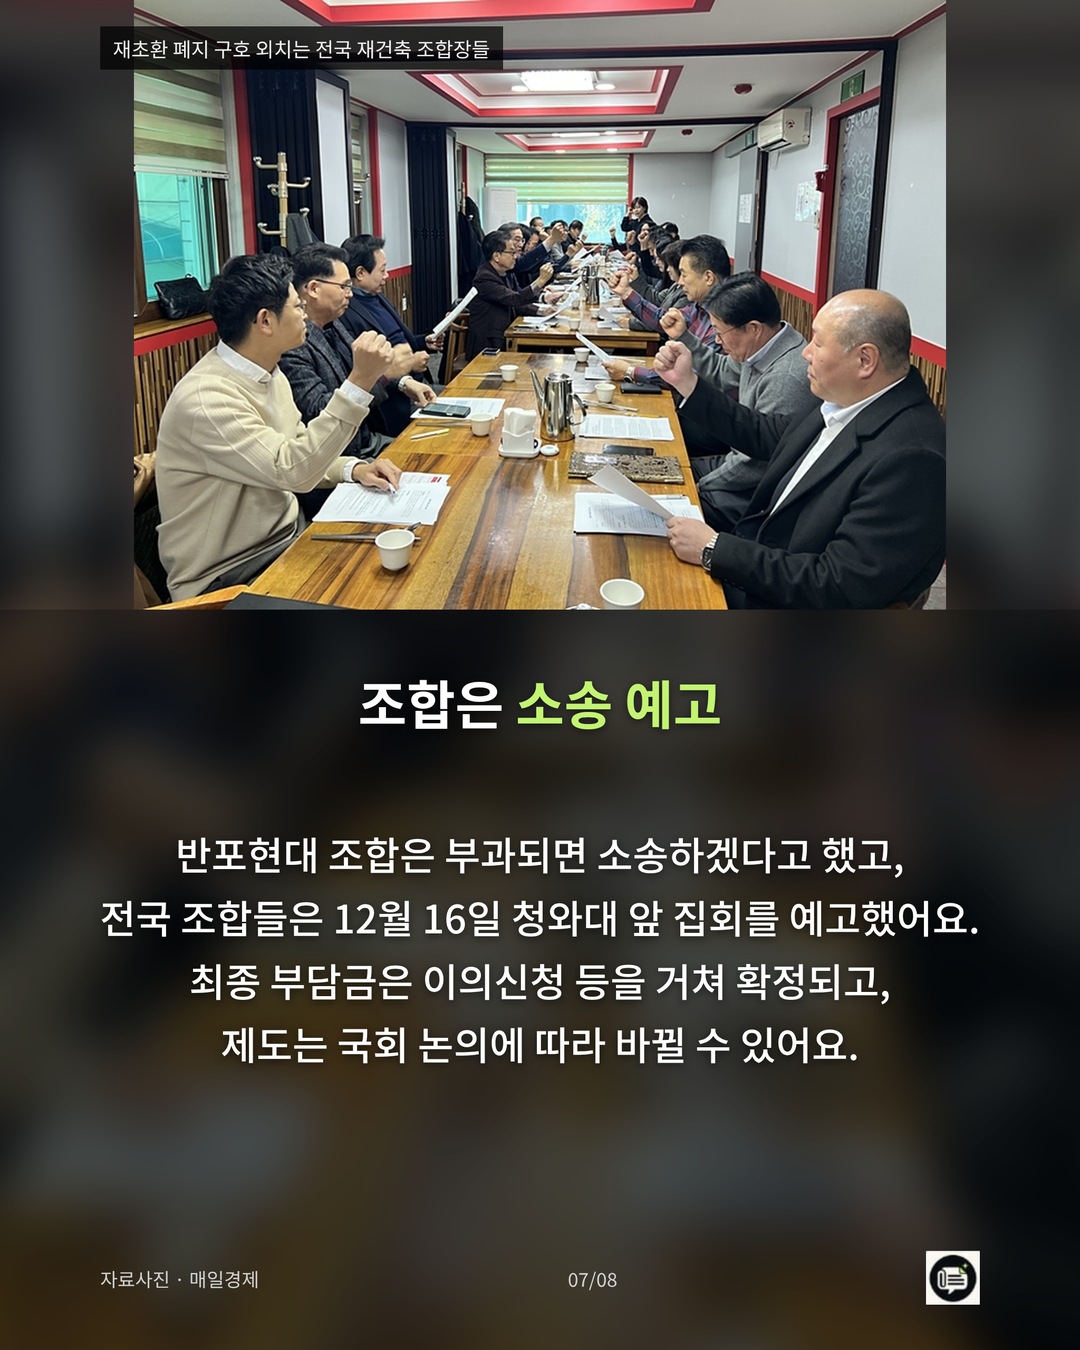 재초환 폐지 구호 외치는 전국 재건축 조합장들
조합은 소송 예고
반포현대 조합은 부과되면 소송하겠다고 했고,
전국 조합들은 12월 16일 청와대 앞 집회를 예고했어요.
최종 부담금은 이의신청 등을 거쳐 확정되고,
제도는 국회 논의에 따라 바뀔 수 있어요.
자료사진 · 매일경제
07/08